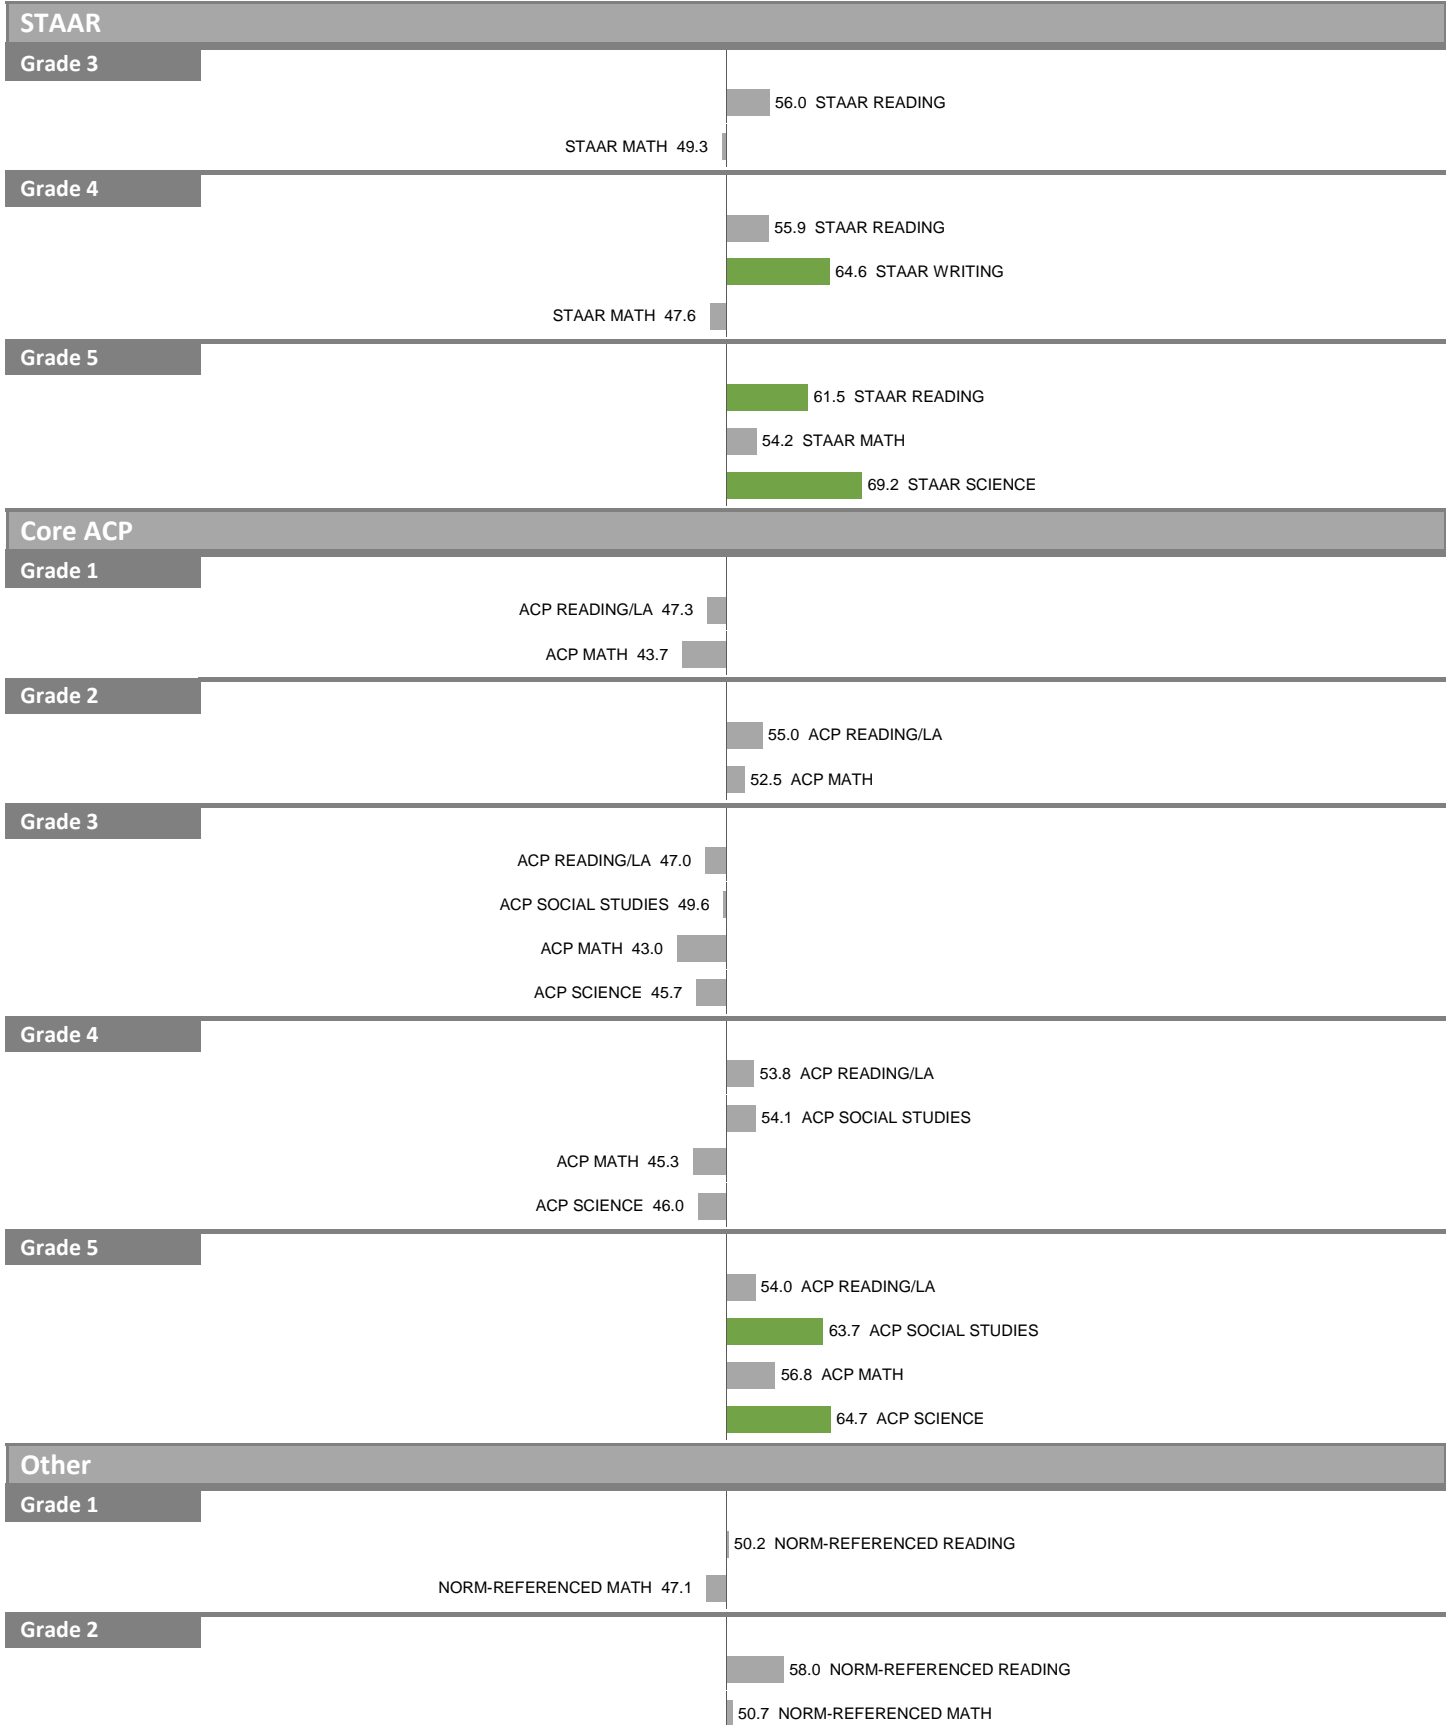 STAAR
Grade 3
56.0 STAAR READING
STAAR MATH 49.3
Grade 4
55.9 STAAR READING
64.6 STAAR WRITING
STAAR MATH 47.6
Grade 5
61.5 STAAR READING
54.2 STAAR MATH
69.2 STAAR SCIENCE
Core ACP
Grade 1
ACP READING/LA 47.3
ACP MATH 43.7
Grade 2
55.0 ACP READING/LA
52.5 ACP MATH
Grade 3
ACP READING/LA 47.0
ACP SOCIAL STUDIES 49.6
ACP MATH 43.0
ACP SCIENCE 45.7
Grade 4
53.8 ACP READING/LA
54.1 ACP SOCIAL STUDIES
ACP MATH 45.3
ACP SCIENCE 46.0
Grade 5
54.0 ACP READING/LA
63.7 ACP SOCIAL STUDIES
56.8 ACP MATH
64.7 ACP SCIENCE
Other
Grade 1
50.2 NORM-REFERENCED READING
NORM-REFERENCED MATH 47.1
Grade 2
58.0 NORM-REFERENCED READING
50.7 NORM-REFERENCED MATH